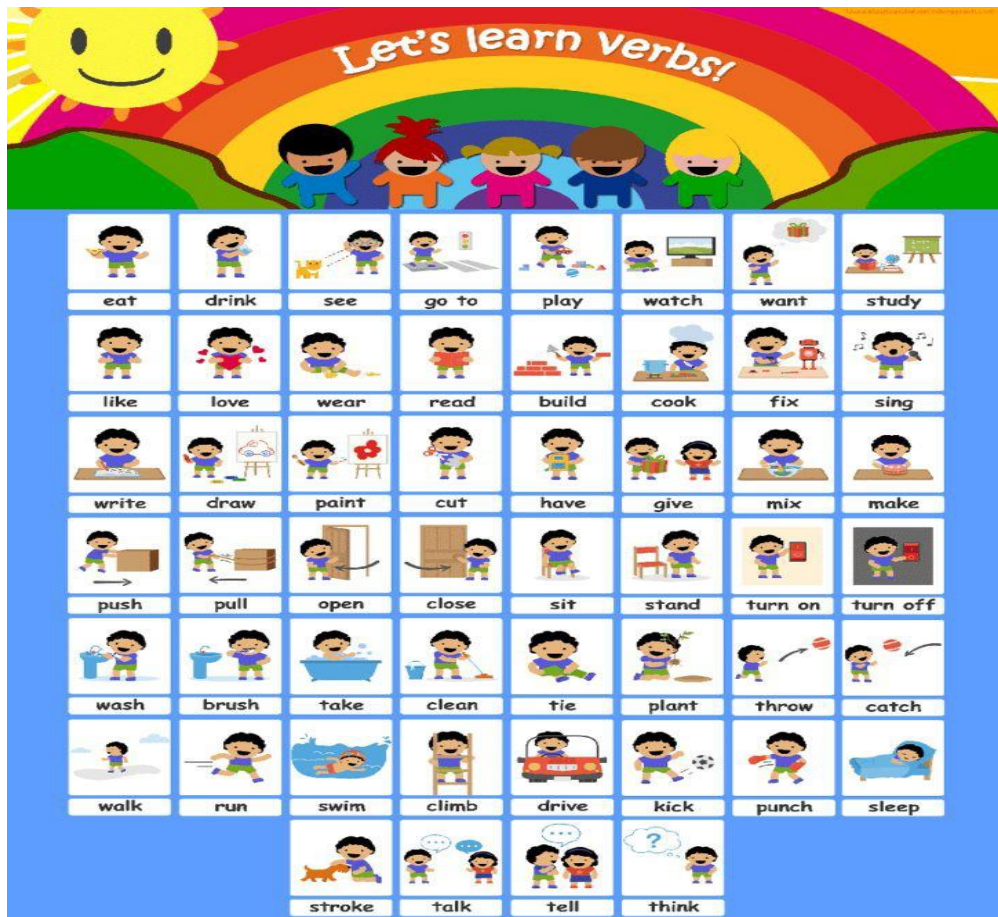 Let's learn verbs!
eat drink see go to play watch want study
like love wear read build cook fix sing
write draw paint cut have give mix make
push pull open close sit stand turn on turn off
wash brush take clean tie plant throw catch
walk run swim climb drive kick punch sleep
stroke talk tell think
?